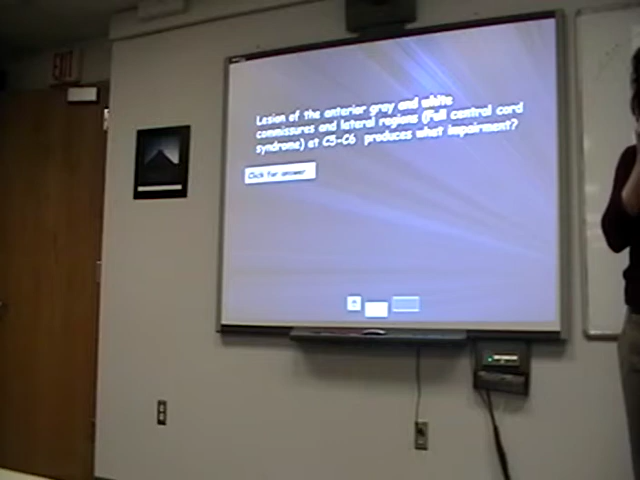 EXIT
Lesion of the anterior gray and white
commissures and lateral regions (Full central cord
syndrome) at C5-C6 produces what impairment?
Click for answer